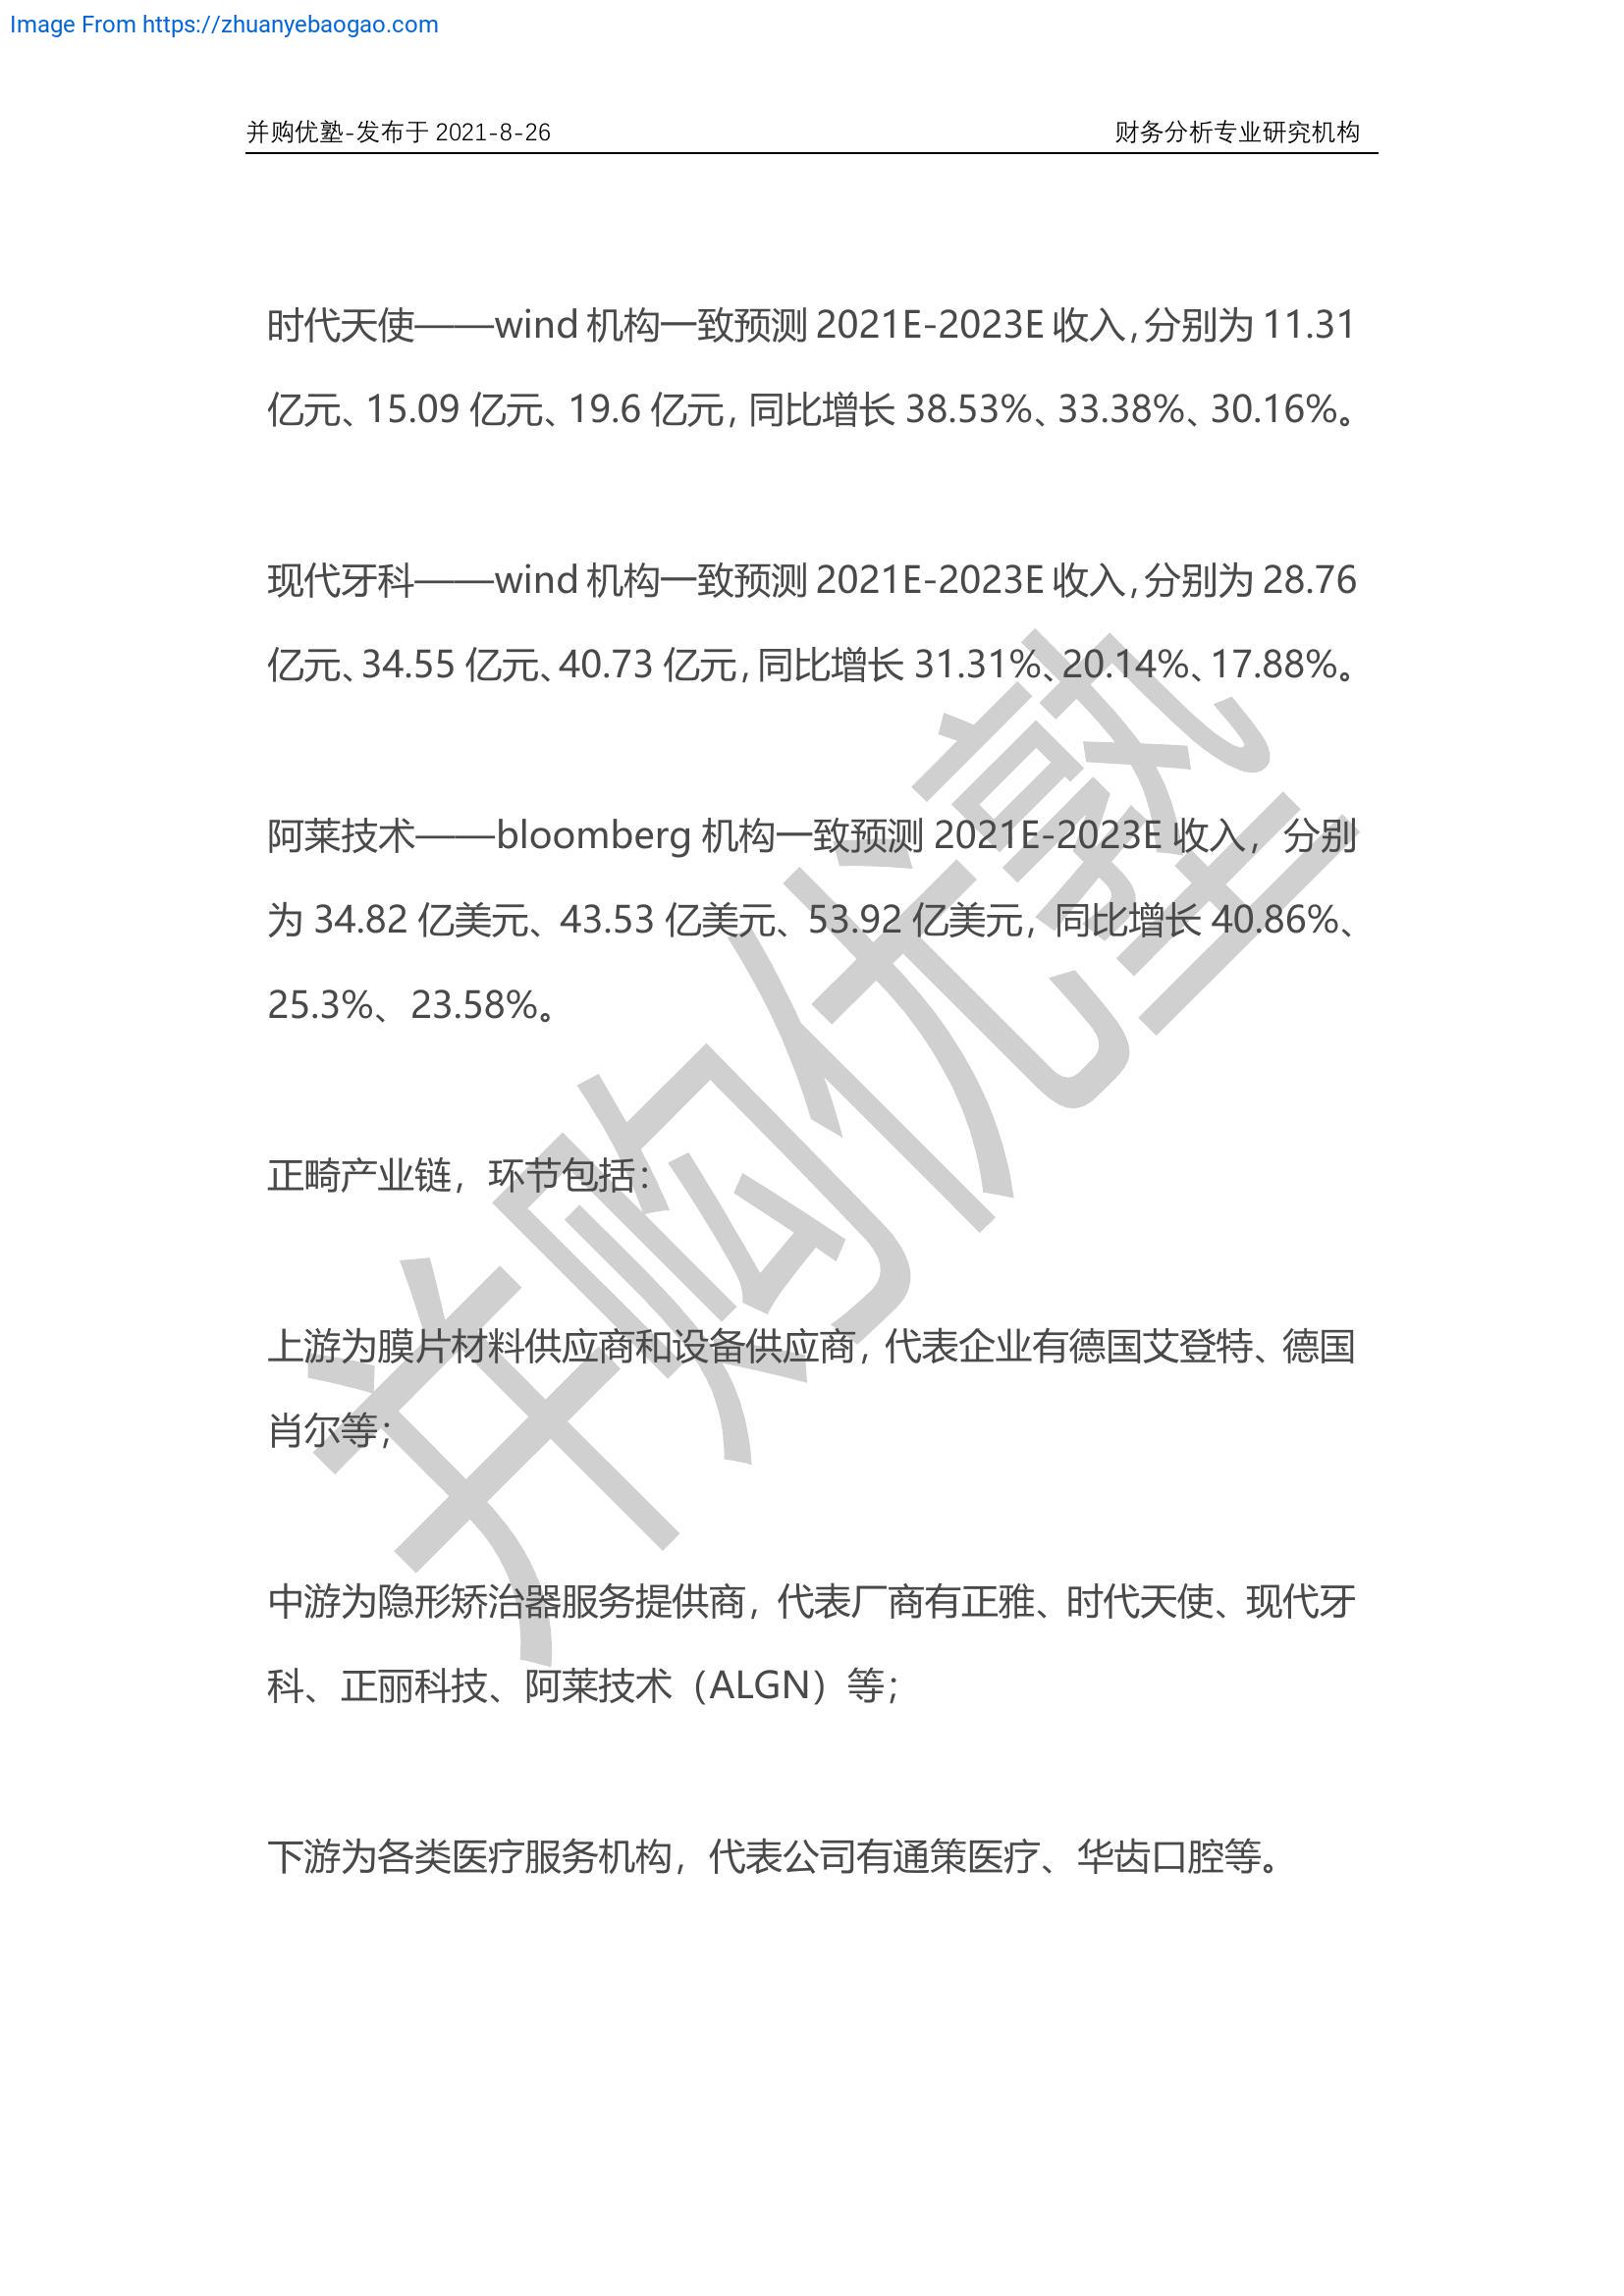 Image From https://zhuanyebaogao.com
并购优塾-发布于 2021-8-26 财务分析专业研究机构
时代天使——wind 机构一致预测 2021E-2023E 收入，分别为 11.31
亿元、15.09 亿元、19.6 亿元，同比增长 38.53%、33.38%、30.16%。
现代牙科——wind 机构一致预测 2021E-2023E 收入，分别为 28.76
亿元、34.55 亿元、40.73 亿元，同比增长 31.31%、20.14%、17.88%。
阿莱技术——bloomberg 机构一致预测 2021E-2023E 收入，分别
为 34.82 亿美元、43.53 亿美元、53.92 亿美元，同比增长 40.86%、
25.3%、23.58%。
正畸产业链，环节包括：
上游为膜片材料供应商和设备供应商，代表企业有德国艾登特、德国
肖尔等；
中游为隐形矫治器服务提供商，代表厂商有正雅、时代天使、现代牙
科、正丽科技、阿莱技术（ALGN）等；
下游为各类医疗服务机构，代表公司有通策医疗、华齿口腔等。
并购优塾